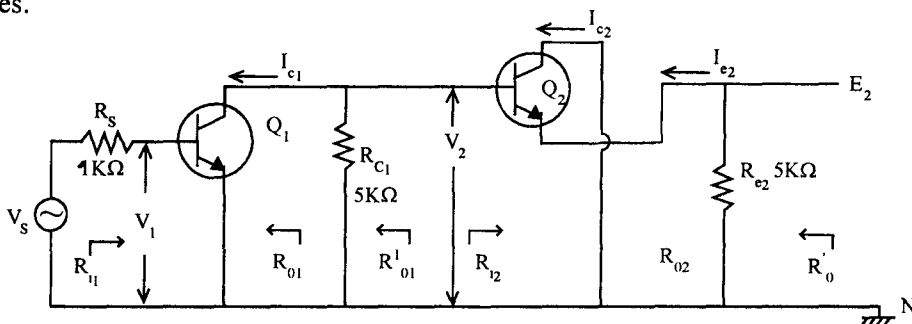 es.
I_c2
I_c1
I_e2
E_2
R_S
Q_1
Q_2
1KΩ
V_2
R_C1
R_e2 5KΩ
5KΩ
V_S
V_1
R_i1
R_01
R^1_01
R_i2
R_02
R'_0
N